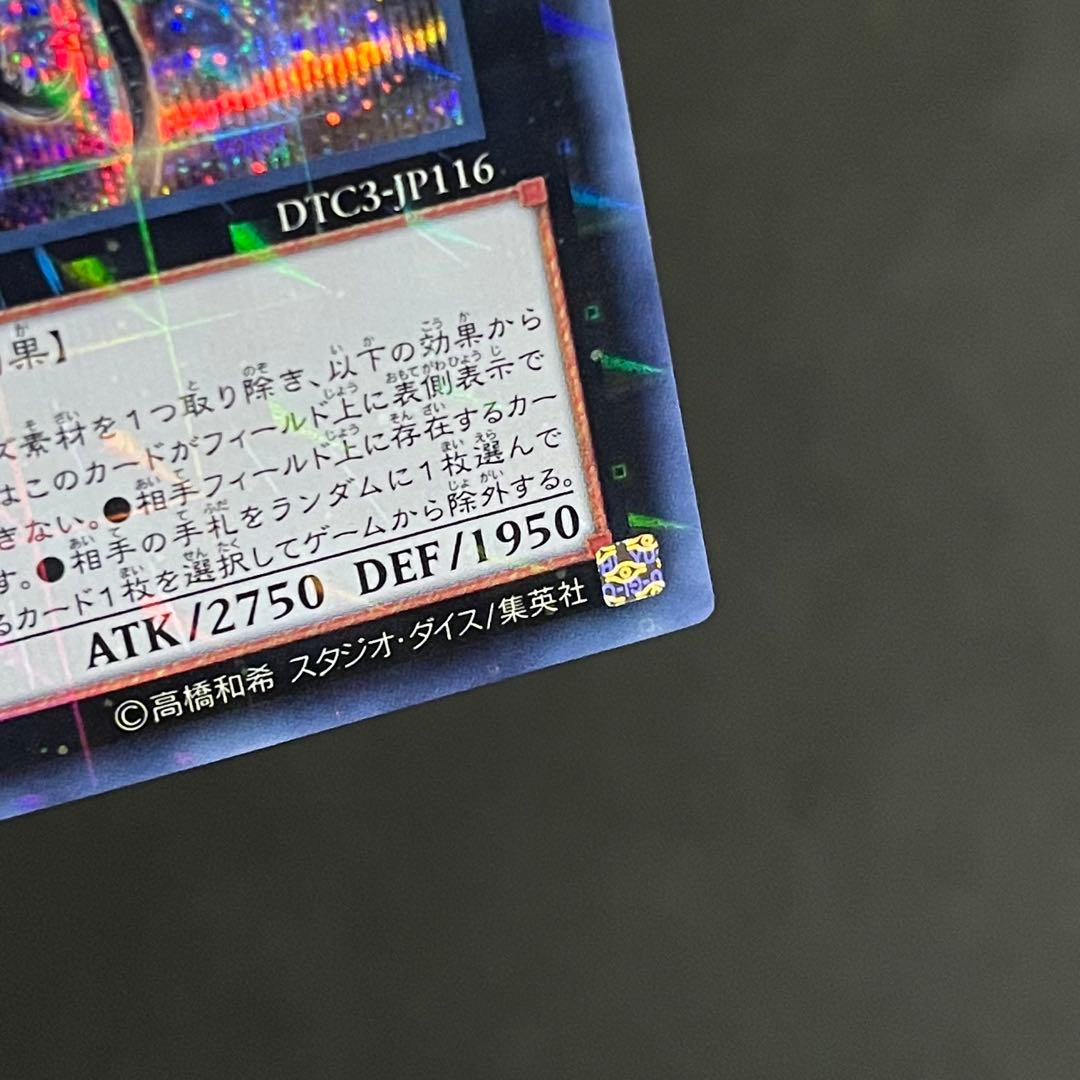 DTC3-JP116
果】
ズ素材を1つ取り除き、以下の効果から
はこのカードがフィールド上に表側表示で
きない。●相手フィールド上に存在するカー
す。●相手の手札をランダムに1枚選んで
るカード1枚を選択してゲームから除外する。
ATK/2750 DEF/1950
©高橋和希 スタジオ・ダイス/集英社